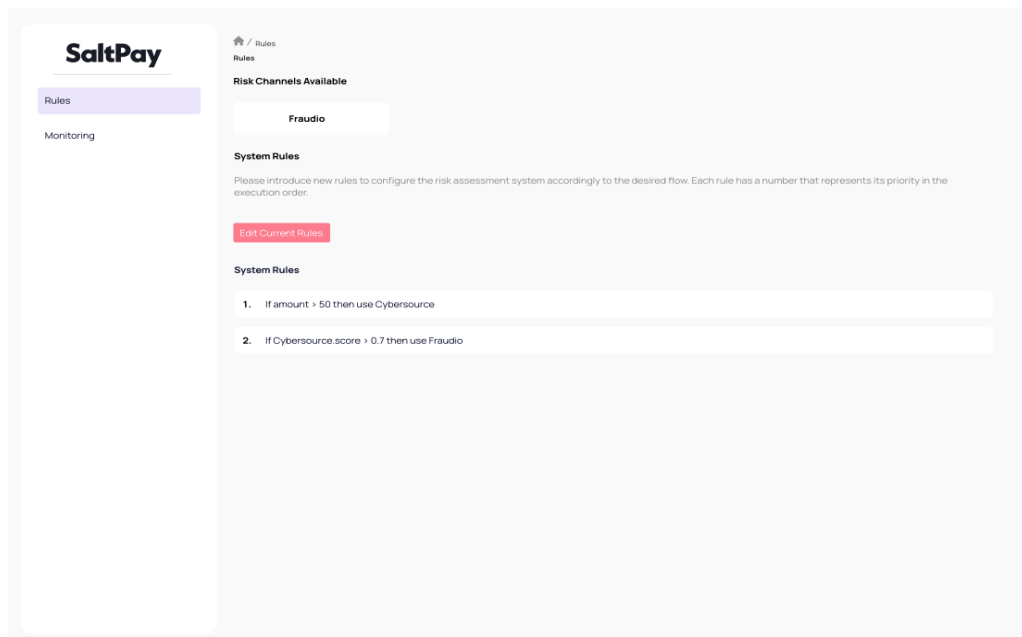 SaltPay
Rules
Monitoring
/ Rules
Rules
Risk Channels Available
Fraudio
System Rules
Please introduce new rules to configure the risk assessment system accordingly to the desired flow. Each rule has a number that represents its priority in the
execution order.
Edit Current Rules
System Rules
1. If amount > 50 then use Cybersource
2. If Cybersource.score > 0.7 then use Fraudio